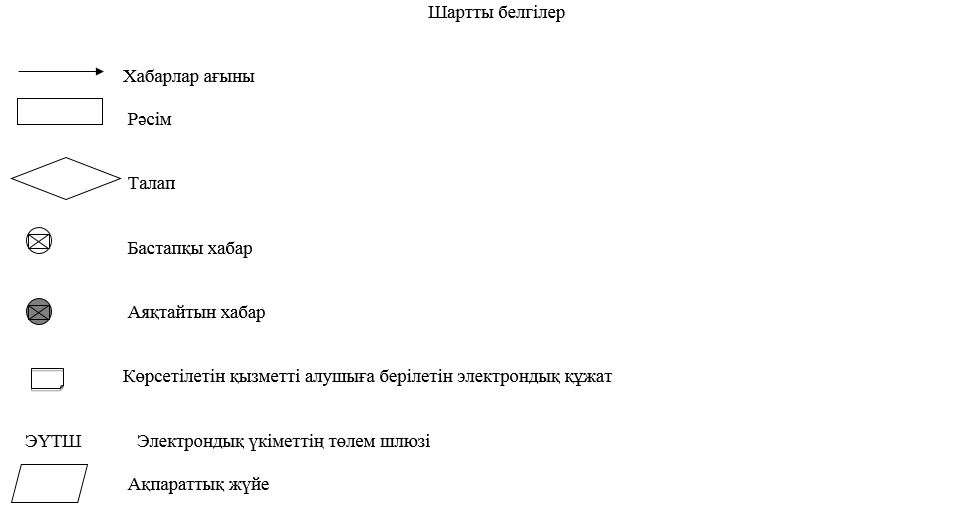 Шартты белгілер
Хабарлар ағыны
Рәсім
Талап
Бастапқы хабар
Аяқтайтын хабар
Көрсетілетін қызметті алушыға берілетін электрондық құжат
ЭҮТШ Электрондық үкіметтің төлем шлюзі
Ақпараттық жүйе